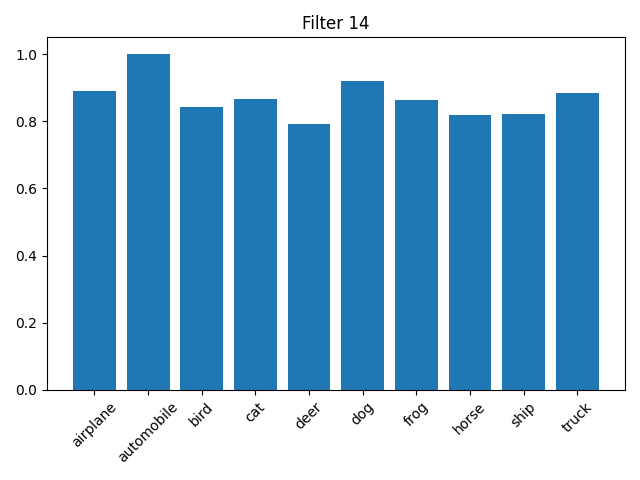 Filter 14
1.0
0.8
0.6
0.4
0.2
0.0
airplane
automobile
bird
cat
deer
dog
frog
horse
ship
truck